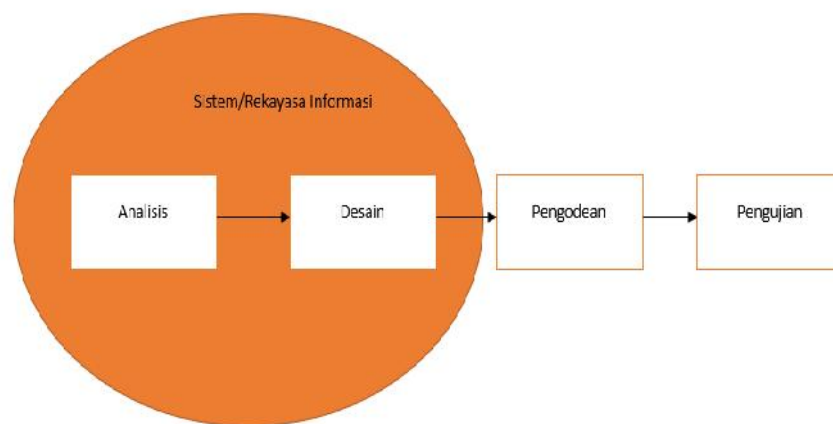 Sistem/Rekayasa Informasi
Analisis
Desain
Pengodean
Pengujian